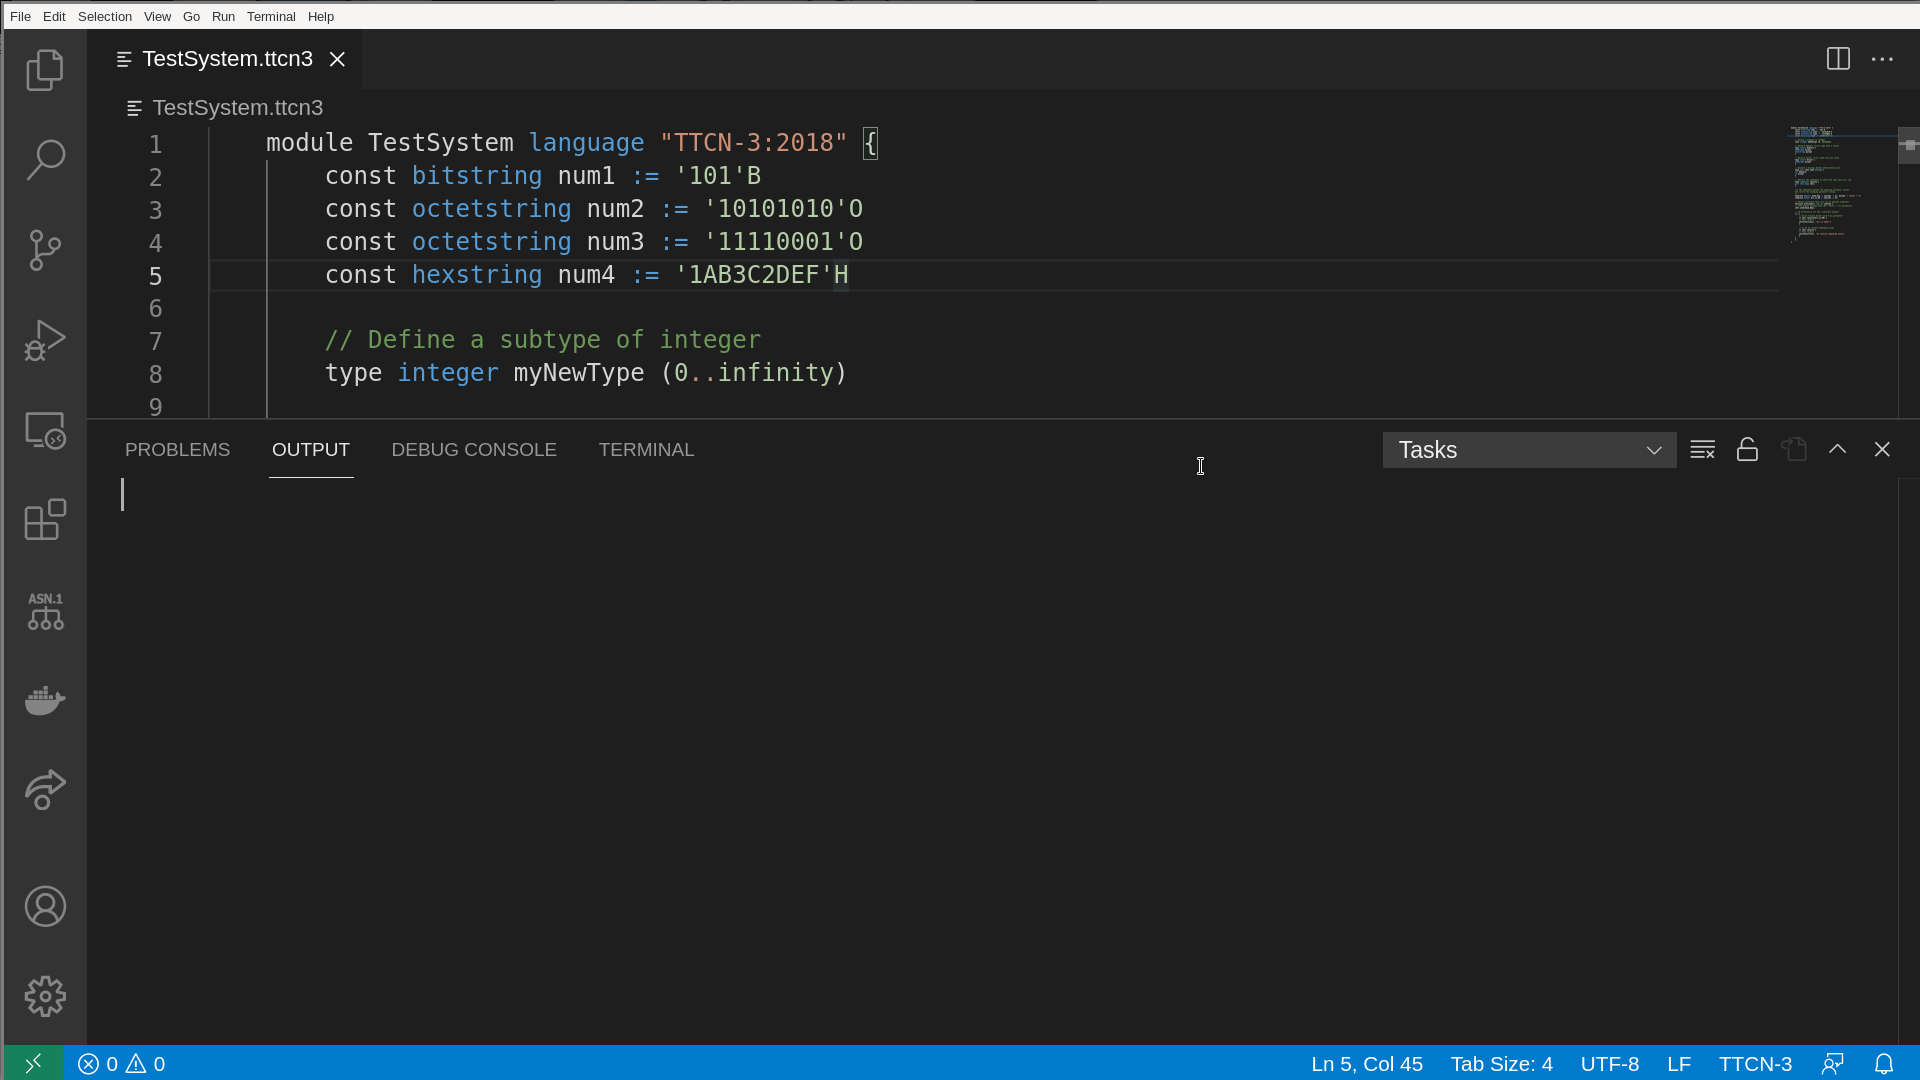 File Edit Selection View Go Run Terminal Help
TestSystem.ttcn3
TestSystem.ttcn3
1 module TestSystem language "TTCN-3:2018" {
2 const bitstring num1 := '101'B
3 const octetstring num2 := '10101010'O
4 const octetstring num3 := '11110001'O
5 const hexstring num4 := '1AB3C2DEF'H
6
7 // Define a subtype of integer
8 type integer myNewType (0..infinity)
9
PROBLEMS OUTPUT DEBUG CONSOLE TERMINAL Tasks
ASN.1
0 0 Ln 5, Col 45 Tab Size: 4 UTF-8 LF TTCN-3